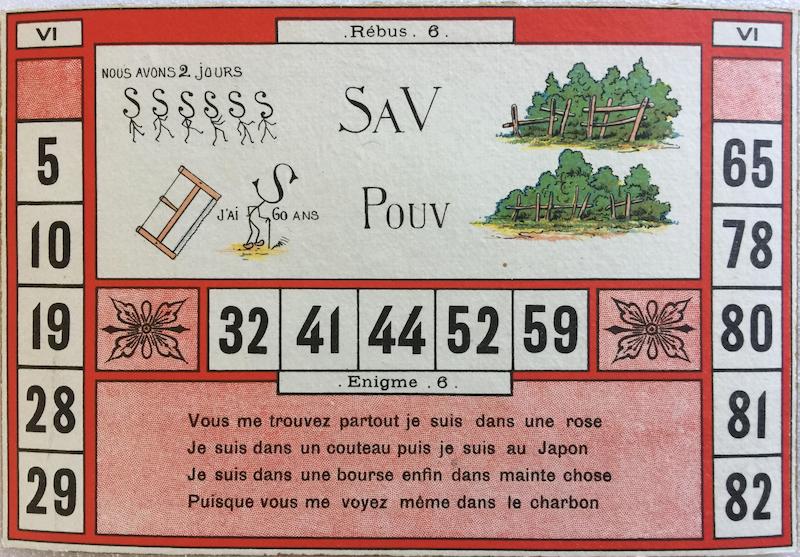 VI
.Rébus . 6.
VI
NOUS AVONS 2 JOURS
S S S S S S
SAV
J'AI
S
60 ANS
POUV
5
10
19
28
29
32 41 44 52 59
65
78
80
81
82
.Enigme .6.
Vous me trouvez partout je suis dans une rose
Je suis dans un couteau puis je suis au Japon
Je suis dans une bourse enfin dans mainte chose
Puisque vous me voyez même dans le charbon